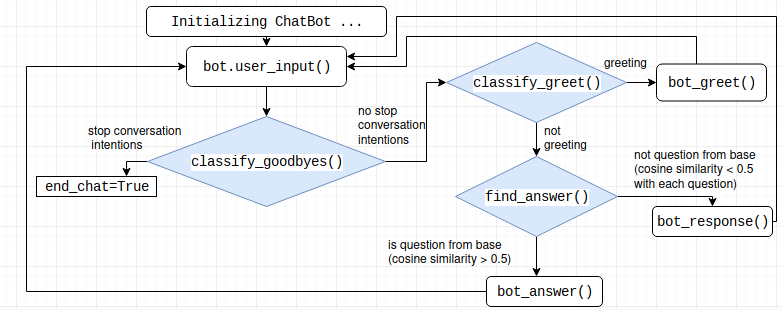 Initializing ChatBot ...
bot.user_input()
classify_greet()
greeting
bot_greet()
no stop
conversation
intentions
stop conversation
intentions
classify_goodbyes()
not
greeting
end_chat=True
find_answer()
not question from base
(cosine similarity < 0.5
with each question)
bot_response()
is question from base
(cosine similarity > 0.5)
bot_answer()